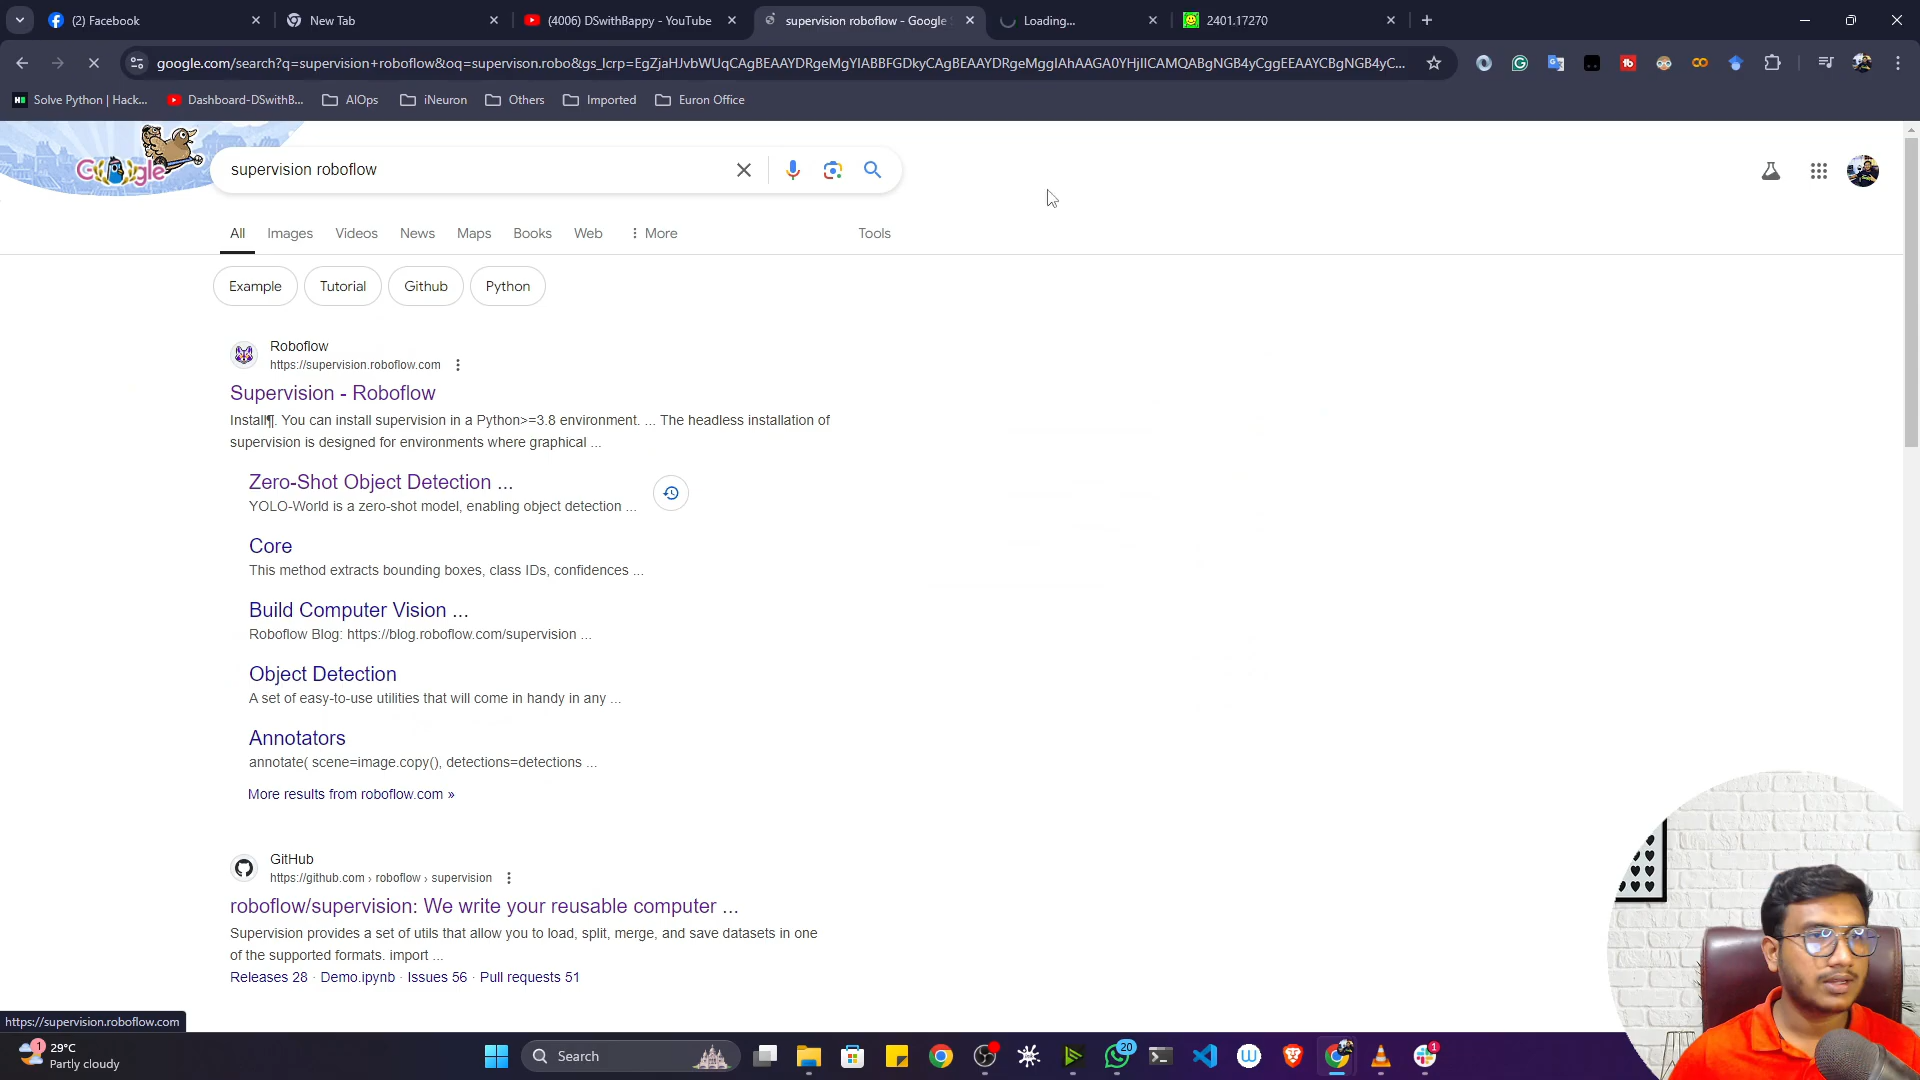 (2) Facebook
New Tab
(4006) DSwithBappy - YouTube
supervision roboflow - Google
Loading...
2401.17270
google.com/search?q=supervision+roboflow&oq=supervison.robo&gs_lcrp=EgZjaHJvbWUqCAgBEAAYDRgeMgYIABBFGDkyCAgBEAAYDRgeMggIAhAAGA0YHjIICAMQABgNGB4yCggEEAAYCBgNGB4yC...
Solve Python | Hack...
Dashboard-DSwithB...
AIOps
iNeuron
Others
Imported
Euron Office
Google
supervision roboflow
All
Images
Videos
News
Maps
Books
Web
More
Tools
Example
Tutorial
Github
Python
Roboflow
https://supervision.roboflow.com
Supervision - Roboflow
Install¶. You can install supervision in a Python>=3.8 environment. ... The headless installation of
supervision is designed for environments where graphical ...
Zero-Shot Object Detection ...
YOLO-World is a zero-shot model, enabling object detection ...
Core
This method extracts bounding boxes, class IDs, confidences ...
Build Computer Vision ...
Roboflow Blog: https://blog.roboflow.com/supervision ...
Object Detection
A set of easy-to-use utilities that will come in handy in any ...
Annotators
annotate( scene=image.copy(), detections=detections ...
More results from roboflow.com »
GitHub
https://github.com › roboflow › supervision
roboflow/supervision: We write your reusable computer ...
Supervision provides a set of utils that allow you to load, split, merge, and save datasets in one
of the supported formats. import ...
Releases 28 · Demo.ipynb · Issues 56 · Pull requests 51
https://supervision.roboflow.com
1
29°C
Partly cloudy
Search
20
1